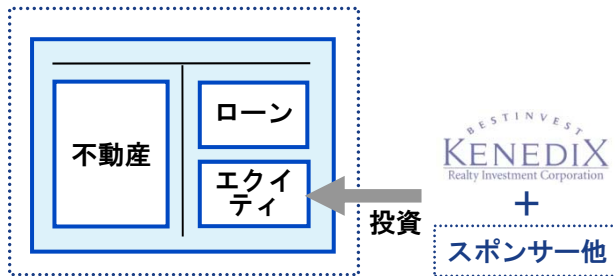 不動産
ローン
エクイ
ティ
投資
BESTINVEST
KENEDIX
Realty Investment Corporation
+
スポンサー他